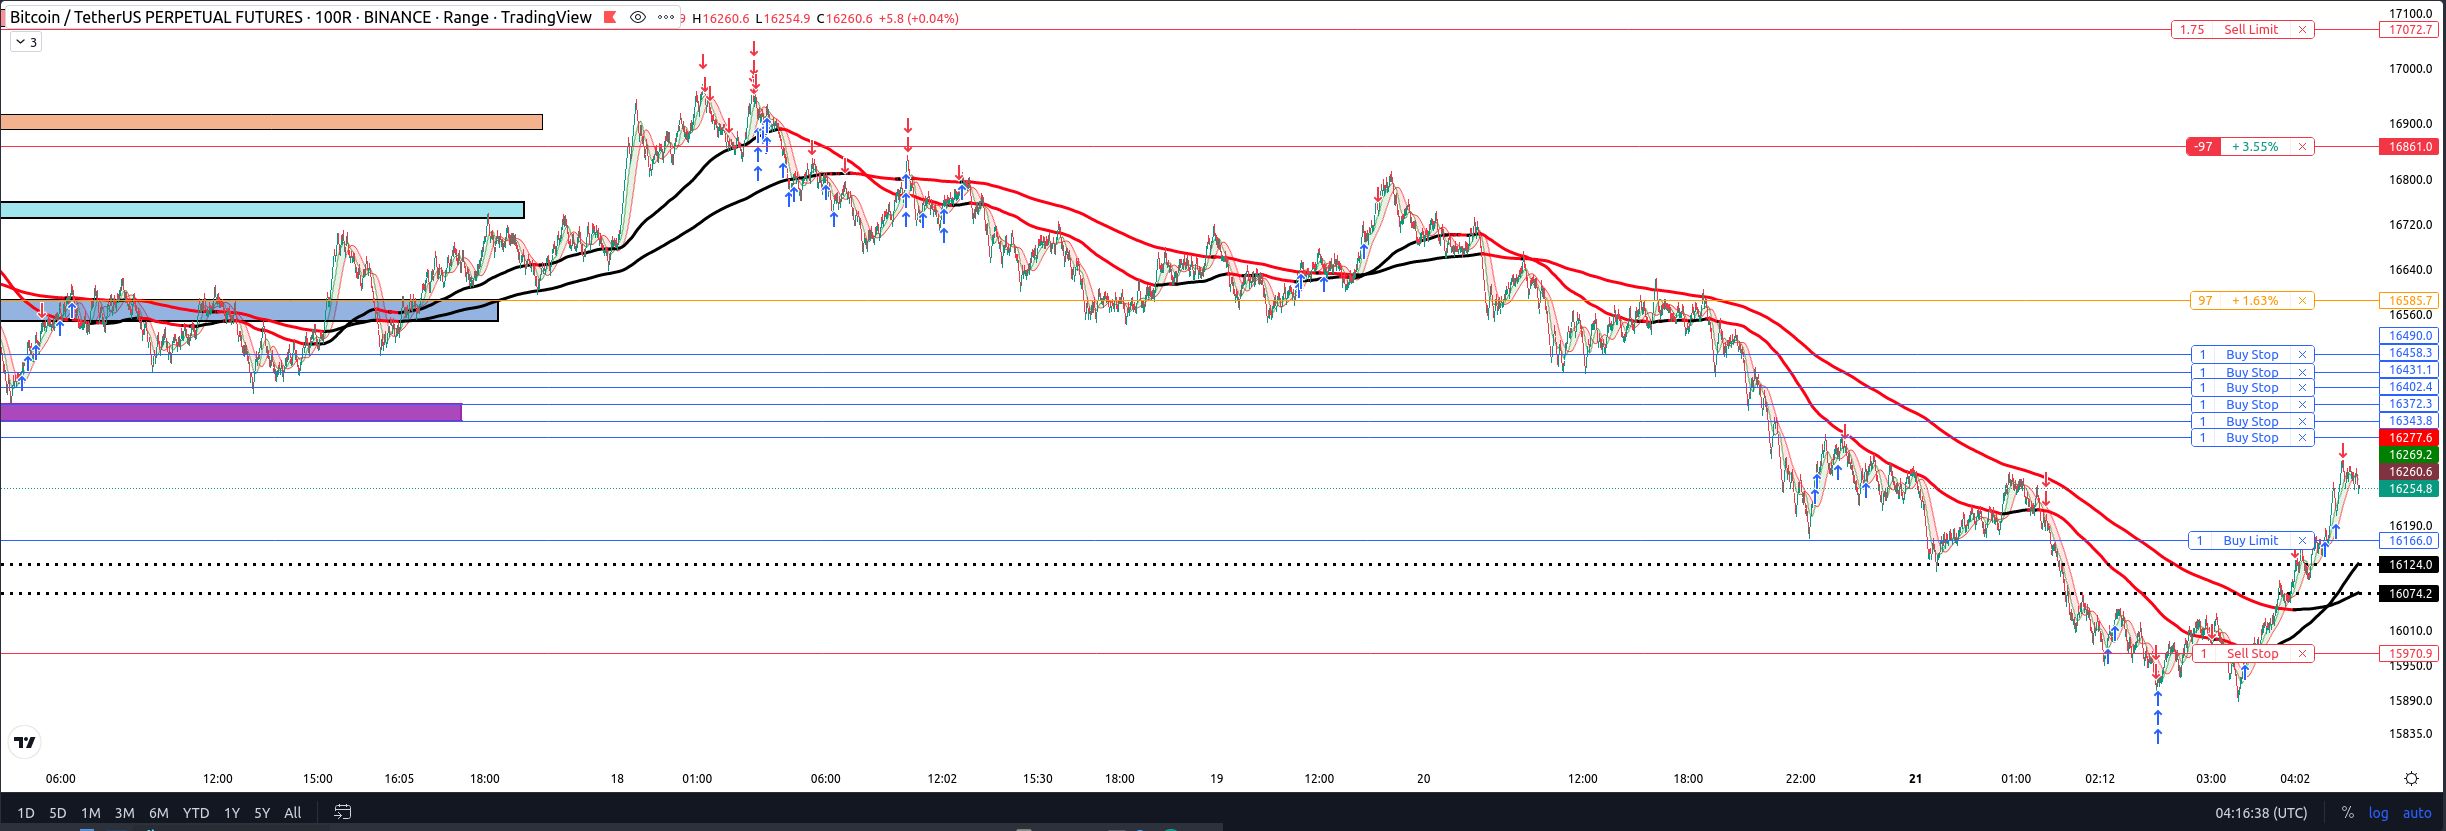 Bitcoin / TetherUS PERPETUAL FUTURES · 100R · BINANCE · Range · TradingView 9 H16260.6 L16254.9 C16260.6 +5.8 (+0.04%)
3
17100.0
1.75 Sell Limit 17072.7
17000.0
16900.0
-97 +3.55% 16861.0
16800.0
16720.0
16640.0
97 +1.63% 16585.7
16560.0
16490.0
1 Buy Stop 16458.3
1 Buy Stop 16431.1
1 Buy Stop 16402.4
1 Buy Stop 16372.3
1 Buy Stop 16343.8
1 Buy Stop 16277.6
16269.2
16260.6
16254.8
16190.0
1 Buy Limit 16166.0
16124.0
16074.2
16010.0
1 Sell Stop 15970.9
15950.0
15890.0
15835.0
06:00 12:00 15:00 16:05 18:00 18 01:00 06:00 12:02 15:30 18:00 19 12:00 20 12:00 18:00 22:00 21 01:00 02:12 03:00 04:02
1D 5D 1M 3M 6M YTD 1Y 5Y All 04:16:38 (UTC) % log auto